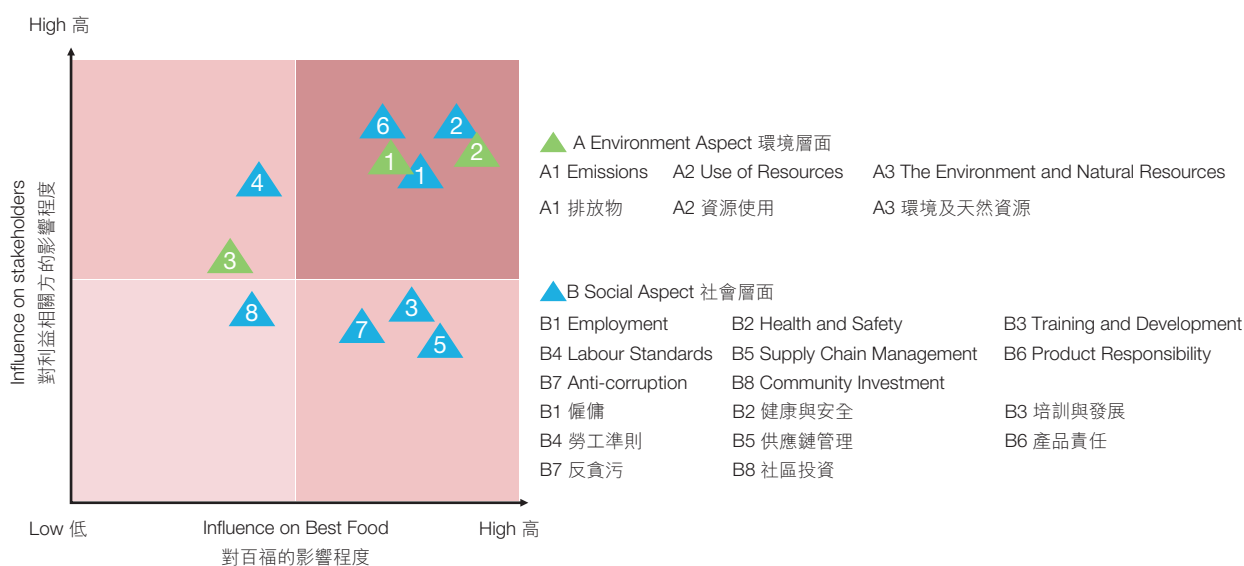 High 高
Influence on stakeholders
對利益相關方的影響程度
6
2
1
2
1
4
3
8
3
7
5
Low 低
Influence on Best Food
High 高
對百福的影響程度
A Environment Aspect 環境層面
A1 Emissions A2 Use of Resources A3 The Environment and Natural Resources
A1 排放物 A2 資源使用 A3 環境及天然資源
B Social Aspect 社會層面
B1 Employment B2 Health and Safety B3 Training and Development
B4 Labour Standards B5 Supply Chain Management B6 Product Responsibility
B7 Anti-corruption B8 Community Investment
B1 僱傭 B2 健康與安全 B3 培訓與發展
B4 勞工準則 B5 供應鏈管理 B6 產品責任
B7 反貪污 B8 社區投資